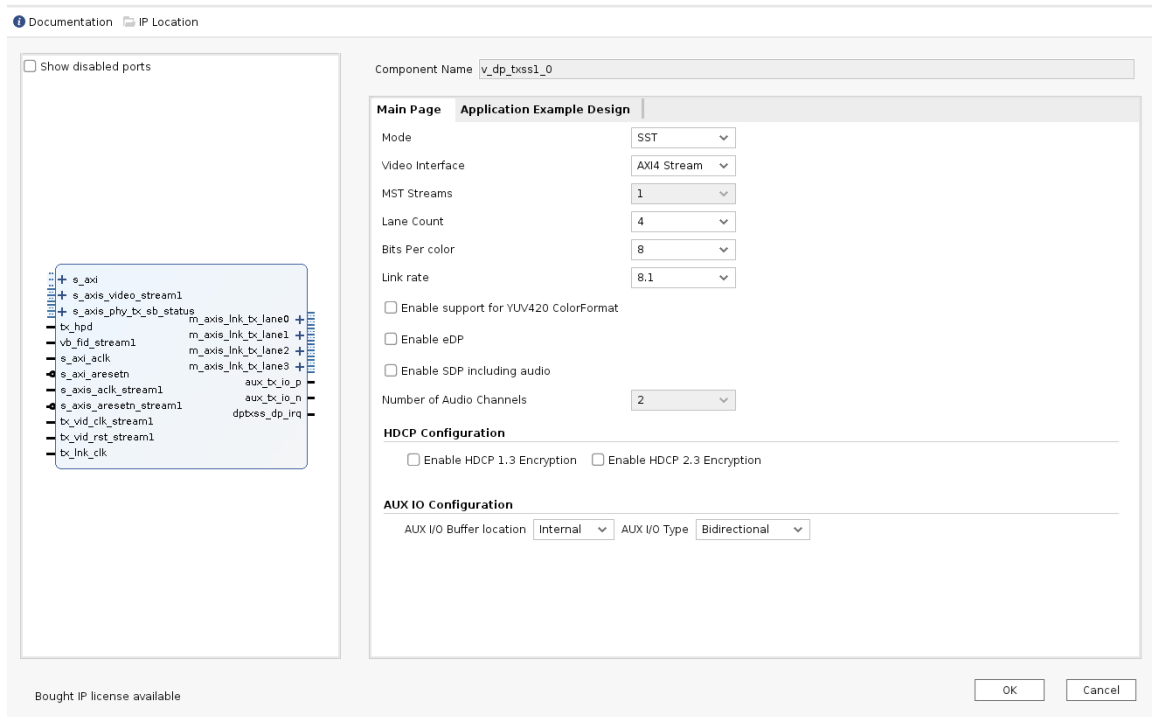 Documentation IP Location
Show disabled ports
s_axi
s_axis_video_stream1
s_axis_phy_tx_sb_status
tx_hpd
vb_fid_stream1
s_axi_aclk
s_axi_aresetn
s_axis_aclk_stream1
s_axis_aresetn_stream1
tx_vid_clk_stream1
tx_vid_rst_stream1
tx_lnk_clk
m_axis_lnk_tx_lane0
m_axis_lnk_tx_lane1
m_axis_lnk_tx_lane2
m_axis_lnk_tx_lane3
aux_tx_io_p
aux_tx_io_n
dptxss_dp_irq
Component Name v_dp_txss1_0
Main Page Application Example Design
Mode SST
Video Interface AXI4 Stream
MST Streams 1
Lane Count 4
Bits Per color 8
Link rate 8.1
Enable support for YUV420 ColorFormat
Enable eDP
Enable SDP including audio
Number of Audio Channels 2
HDCP Configuration
Enable HDCP 1.3 Encryption Enable HDCP 2.3 Encryption
AUX IO Configuration
AUX I/O Buffer location Internal AUX I/O Type Bidirectional
Bought IP license available
OK Cancel